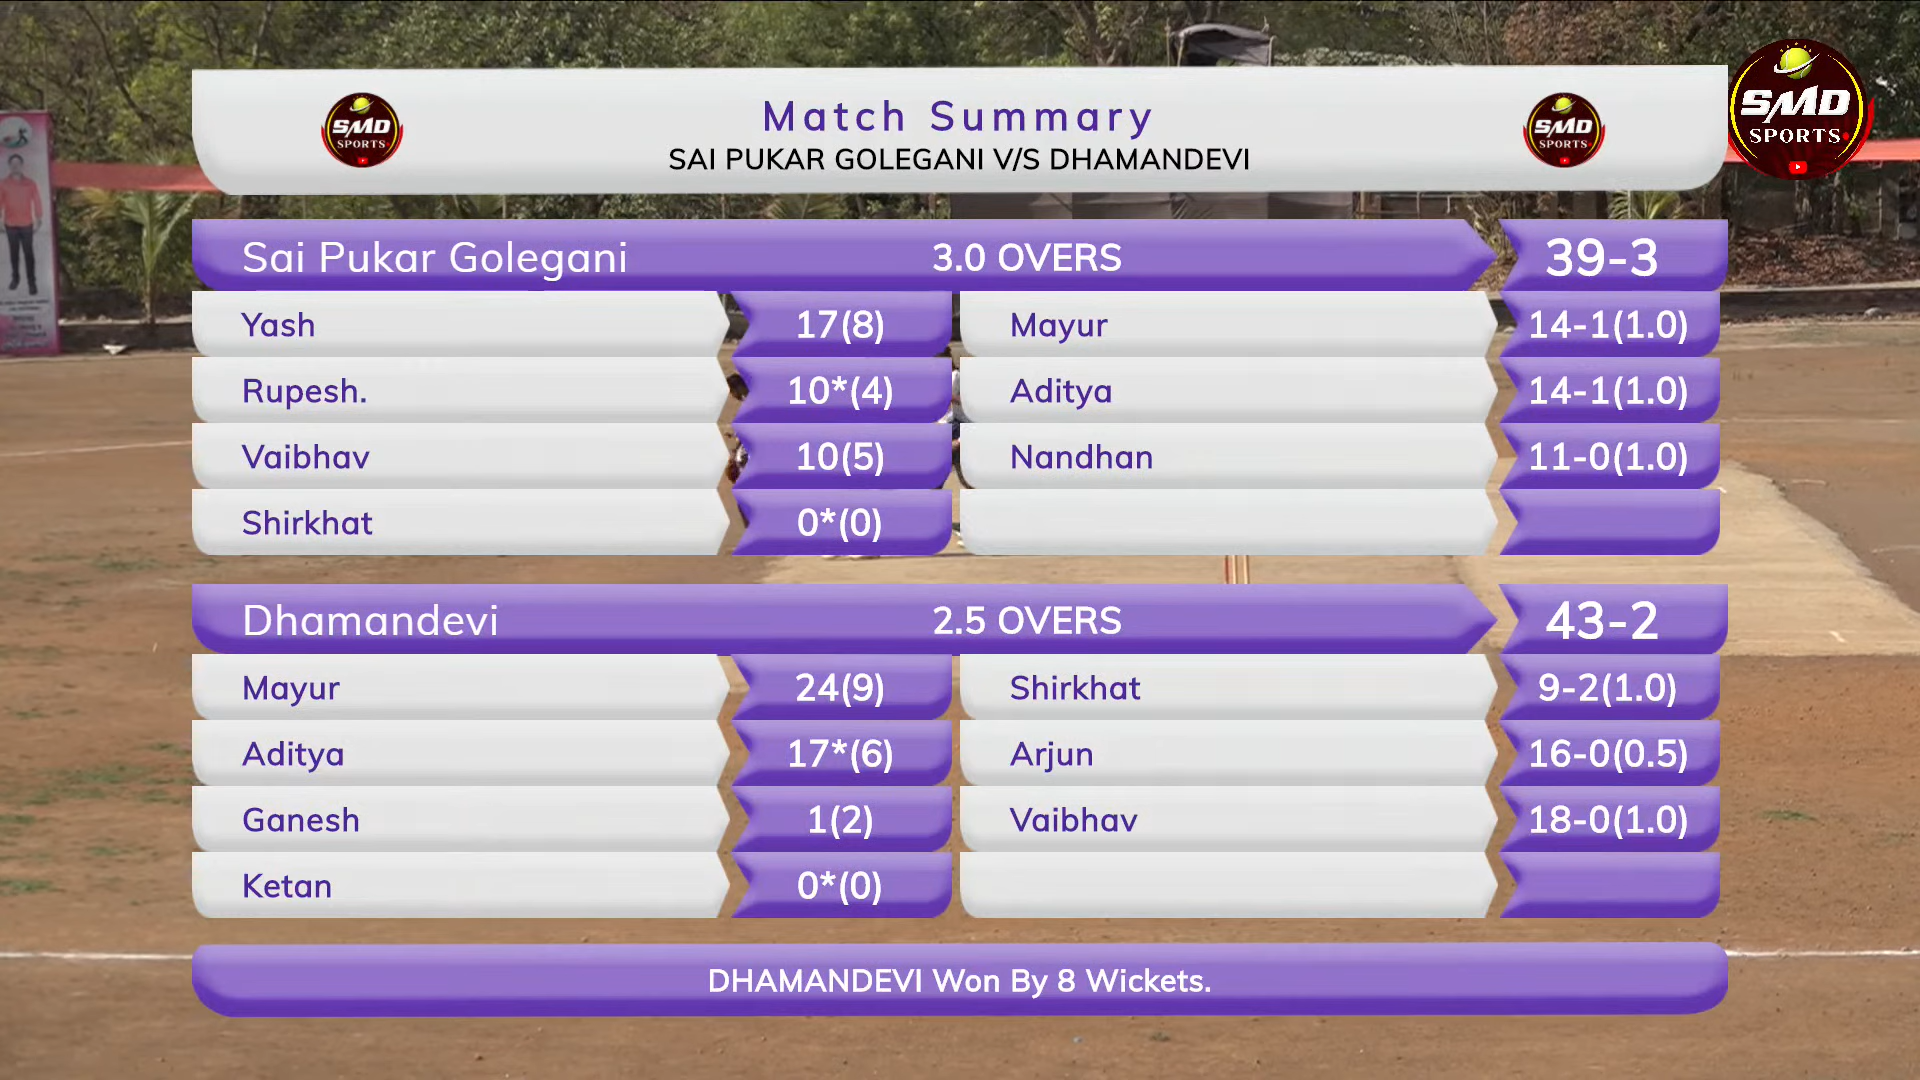 Match Summary
SAI PUKAR GOLEGANI V/S DHAMANDEVI
SMD
SPORTS
SMD
SPORTS
SMD
SPORTS
Sai Pukar Golegani 3.0 OVERS 39-3
Yash 17(8) Mayur 14-1(1.0)
Rupesh. 10*(4) Aditya 14-1(1.0)
Vaibhav 10(5) Nandhan 11-0(1.0)
Shirkhat 0*(0)
Dhamandevi 2.5 OVERS 43-2
Mayur 24(9) Shirkhat 9-2(1.0)
Aditya 17*(6) Arjun 16-0(0.5)
Ganesh 1(2) Vaibhav 18-0(1.0)
Ketan 0*(0)
DHAMANDEVI Won By 8 Wickets.